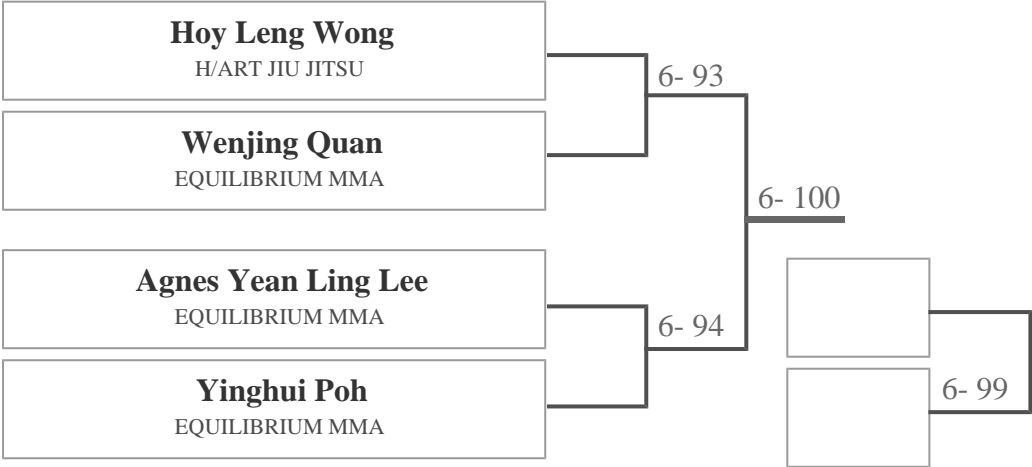 Hoy Leng Wong
H/ART JIU JITSU
6- 93
Wenjing Quan
EQUILIBRIUM MMA
6- 100
Agnes Yean Ling Lee
EQUILIBRIUM MMA
6- 94
Yinghui Poh
EQUILIBRIUM MMA
6- 99